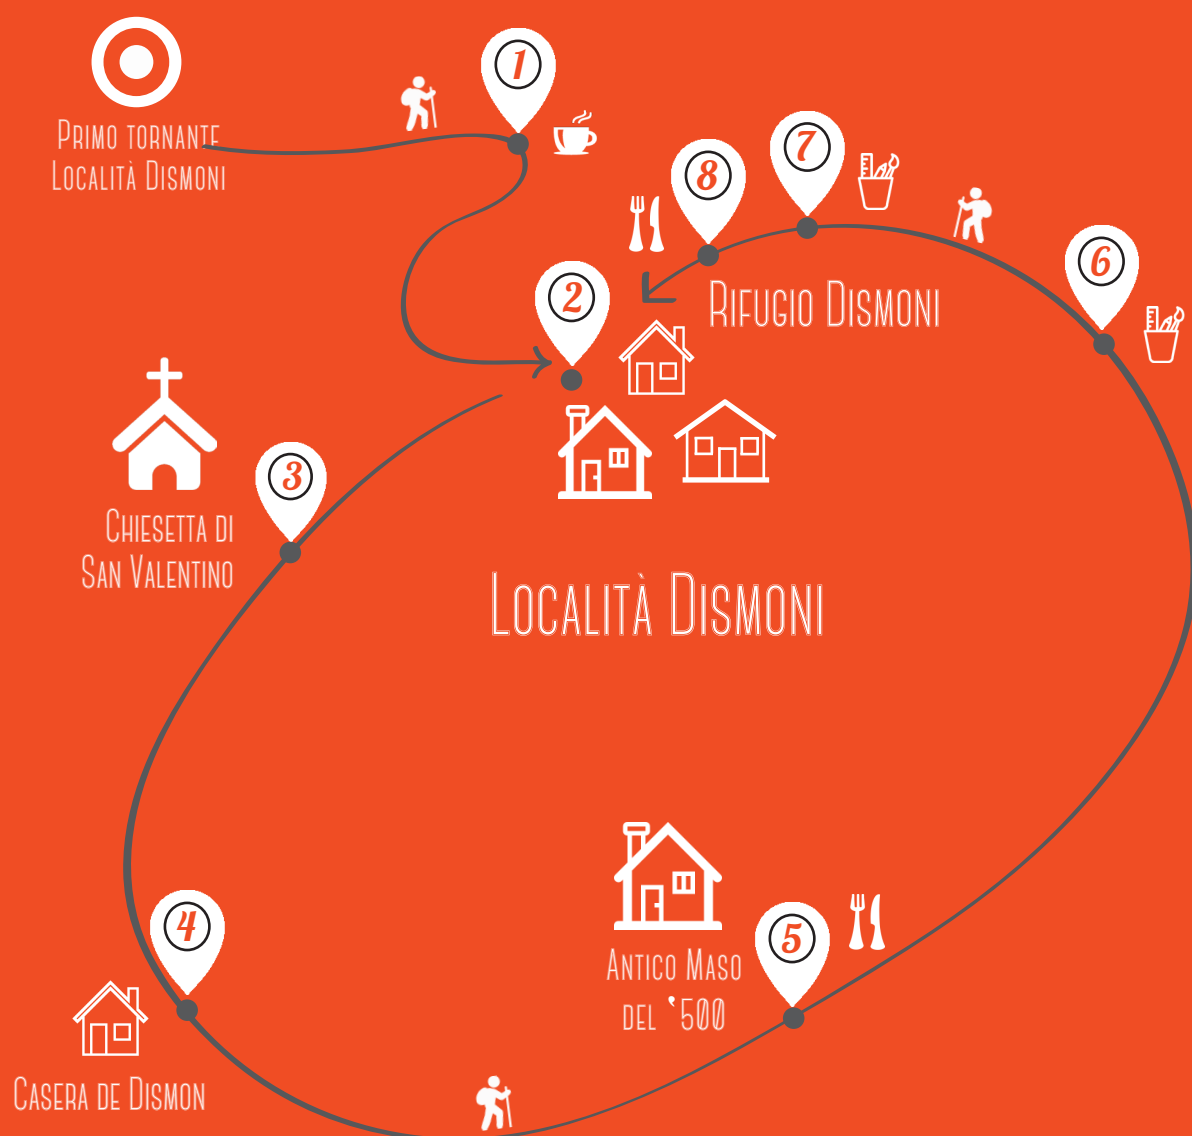 Primo tornante
Località Dismoni
1
2
3
4
5
6
7
8
Rifugio Dismoni
Chiesetta di
San Valentino
Località Dismoni
Antico Maso
del '500
Casera de Dismon